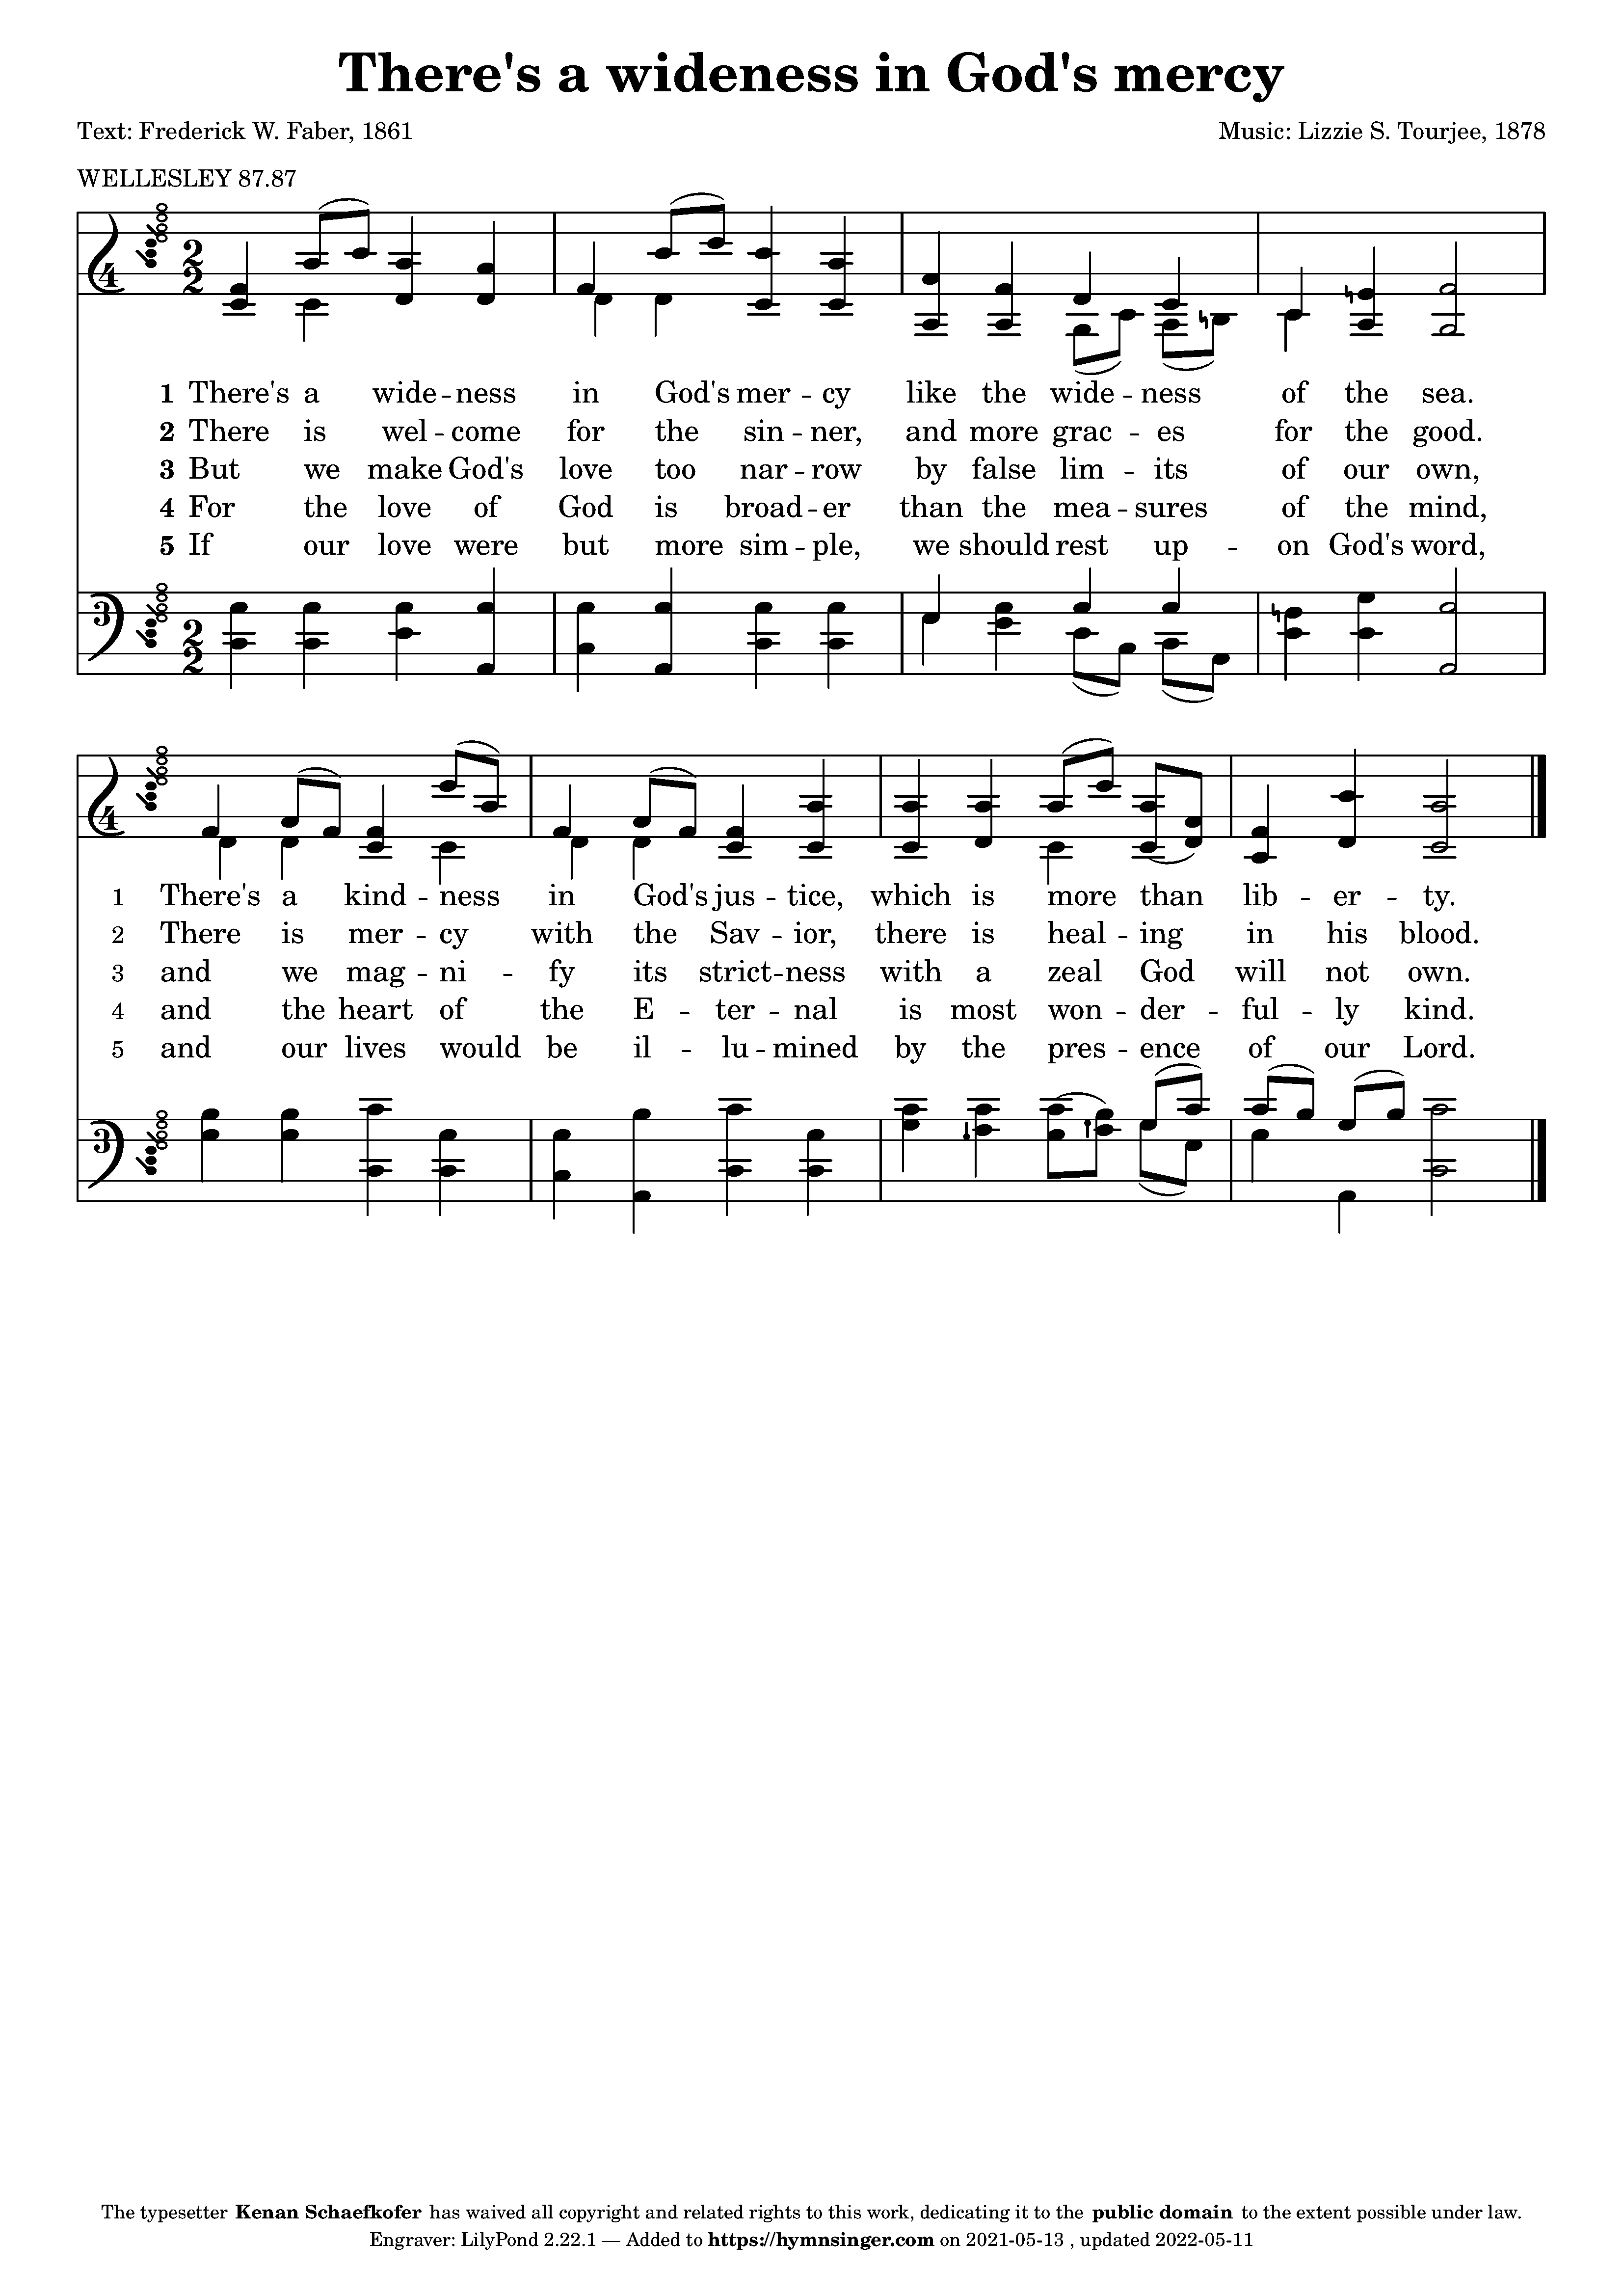 There's a wideness in God's mercy
Text: Frederick W. Faber, 1861
Music: Lizzie S. Tourjee, 1878
WELLESLEY 87.87
4 2 2
1 There's a wide -- ness in God's mer -- cy like the wide -- ness of the sea.
2 There is wel -- come for the sin -- ner, and more grac -- es for the good.
3 But we make God's love too nar -- row by false lim -- its of our own,
4 For the love of God is broad -- er than the mea -- sures of the mind,
5 If our love were but more sim -- ple, we should rest up -- on God's word,
3 2 2
4
1 There's a kind -- ness in God's jus -- tice, which is more than lib -- er -- ty.
2 There is mer -- cy with the Sav -- ior, there is heal -- ing in his blood.
3 and we mag -- ni -- fy its strict -- ness with a zeal God will not own.
4 and the heart of the E -- ter -- nal is most won -- der -- ful -- ly kind.
5 and our lives would be il -- lu -- mined by the pres -- ence of our Lord.
3
The typesetter Kenan Schaefkofer has waived all copyright and related rights to this work, dedicating it to the public domain to the extent possible under law.
Engraver: LilyPond 2.22.1 — Added to https://hymnsinger.com on 2021-05-13 , updated 2022-05-11